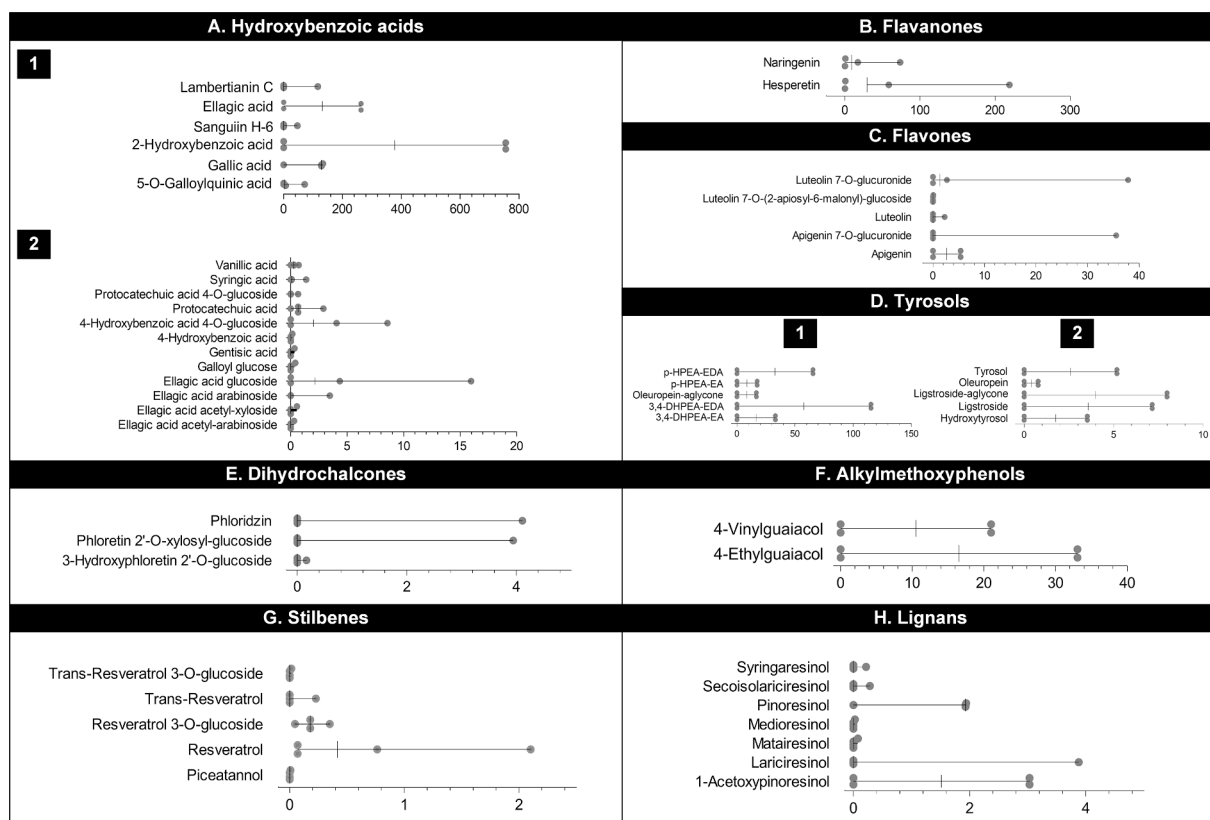 A. Hydroxybenzoic acids
1
Lambertianin C
Ellagic acid
Sanguiin H-6
2-Hydroxybenzoic acid
Gallic acid
5-O-Galloylquinic acid
0 200 400 600 800
2
Vanillic acid
Syringic acid
Protocatechuic acid 4-O-glucoside
Protocatechuic acid
4-Hydroxybenzoic acid 4-O-glucoside
4-Hydroxybenzoic acid
Gentisic acid
Galloyl glucose
Ellagic acid glucoside
Ellagic acid arabinoside
Ellagic acid acetyl-xyloside
Ellagic acid acetyl-arabinoside
0 5 10 15 20
B. Flavanones
Naringenin
Hesperetin
0 100 200 300
C. Flavones
Luteolin 7-O-glucuronide
Luteolin 7-O-(2-apiosyl-6-malonyl)-glucoside
Luteolin
Apigenin 7-O-glucuronide
Apigenin
0 10 20 30 40
D. Tyrosols
1
p-HPEA-EDA
p-HPEA-EA
Oleuropein-aglycone
3,4-DHPEA-EDA
3,4-DHPEA-EA
0 50 100 150
2
Tyrosol
Oleuropein
Ligstroside-aglycone
Ligstroside
Hydroxytyrosol
0 5 10
E. Dihydrochalcones
Phloridzin
Phloretin 2'-O-xylosyl-glucoside
3-Hydroxyphloretin 2'-O-glucoside
0 2 4
F. Alkylmethoxyphenols
4-Vinylguaiacol
4-Ethylguaiacol
0 10 20 30 40
G. Stilbenes
Trans-Resveratrol 3-O-glucoside
Trans-Resveratrol
Resveratrol 3-O-glucoside
Resveratrol
Piceatannol
0 1 2
H. Lignans
Syringaresinol
Secoisolariciresinol
Pinoresinol
Medioresinol
Matairesinol
Lariciresinol
1-Acetoxypinoresinol
0 2 4